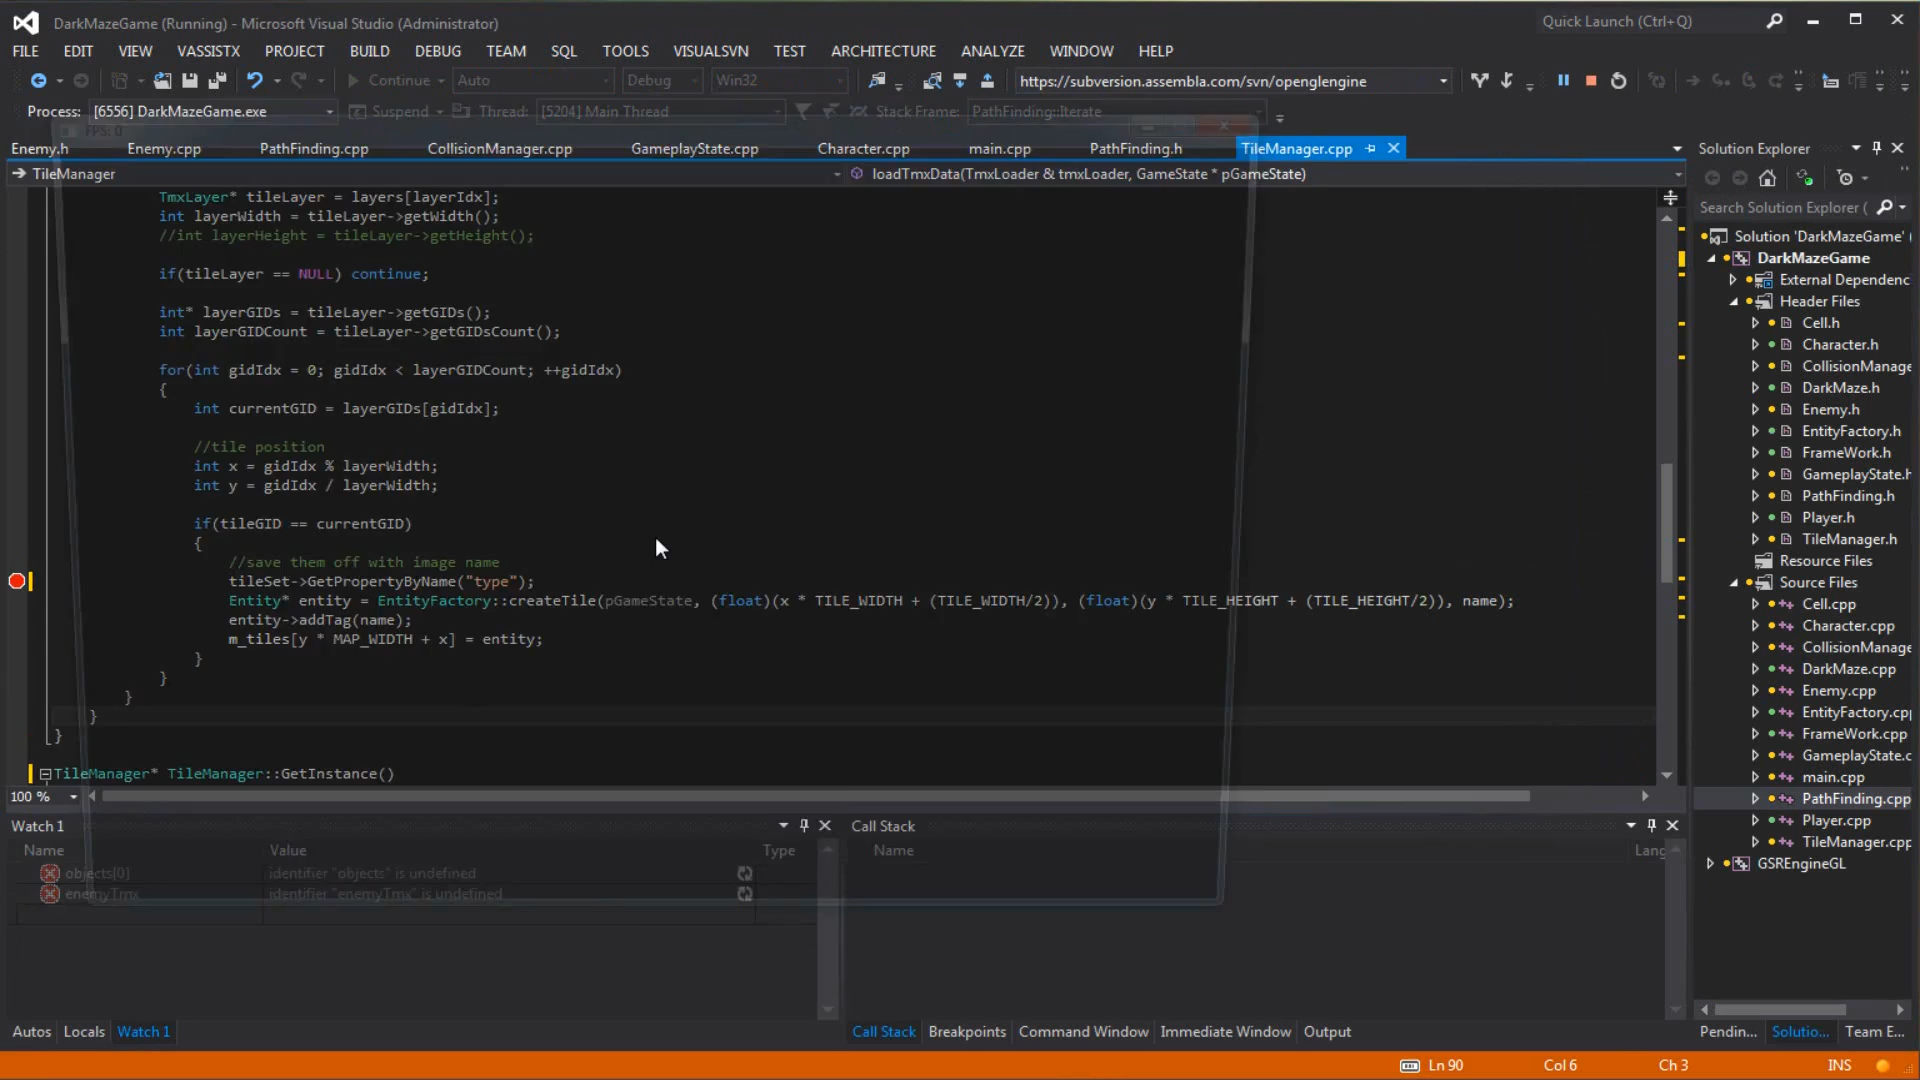 DarkMazeGame (Running) - Microsoft Visual Studio (Administrator)
Quick Launch (Ctrl+Q)
FILE EDIT VIEW VASSISTX PROJECT BUILD DEBUG TEAM SQL TOOLS VISUALSVN TEST ARCHITECTURE ANALYZE WINDOW HELP
Continue Auto Debug Win32 https://subversion.assembla.com/svn/openglengine
Process: [6556] DarkMazeGame.exe Suspend Thread: [5204] Main Thread Stack Frame: PathFinding::Iterate
FPS: 0
Enemy.h Enemy.cpp PathFinding.cpp CollisionManager.cpp GameplayState.cpp Character.cpp main.cpp PathFinding.h TileManager.cpp
TileManager loadTmxData(TmxLoader & tmxLoader, GameState * pGameState)
TmxLayer* tileLayer = layers[layerIdx];
int layerWidth = tileLayer->getWidth();
//int layerHeight = tileLayer->getHeight();
if(tileLayer == NULL) continue;
int* layerGIDs = tileLayer->getGIDs();
int layerGIDCount = tileLayer->getGIDsCount();
for(int gidIdx = 0; gidIdx < layerGIDCount; ++gidIdx)
{
int currentGID = layerGIDs[gidIdx];
//tile position
int x = gidIdx % layerWidth;
int y = gidIdx / layerWidth;
if(tileGID == currentGID)
{
//save them off with image name
tileSet->GetPropertyByName("type");
Entity* entity = EntityFactory::createTile(pGameState, (float)(x * TILE_WIDTH + (TILE_WIDTH/2)), (float)(y * TILE_HEIGHT + (TILE_HEIGHT/2)), name);
entity->addTag(name);
m_tiles[y * MAP_WIDTH + x] = entity;
}
}
}
}
}
TileManager* TileManager::GetInstance()
100 %
Watch 1
Name Value Type
objects[0] identifier "objects" is undefined
enemyTmx identifier "enemyTmx" is undefined
Autos Locals Watch 1
Call Stack
Name Lang
Call Stack Breakpoints Command Window Immediate Window Output
Solution Explorer
Search Solution Explorer (
Solution 'DarkMazeGame' (
DarkMazeGame
External Dependenc
Header Files
Cell.h
Character.h
CollisionManage
DarkMaze.h
Enemy.h
EntityFactory.h
FrameWork.h
GameplayState.h
PathFinding.h
Player.h
TileManager.h
Resource Files
Source Files
Cell.cpp
Character.cpp
CollisionManage
DarkMaze.cpp
Enemy.cpp
EntityFactory.cpp
FrameWork.cpp
GameplayState.c
main.cpp
PathFinding.cpp
Player.cpp
TileManager.cpp
GSREngineGL
Pendin... Solutio... Team E...
Ln 90 Col 6 Ch 3 INS